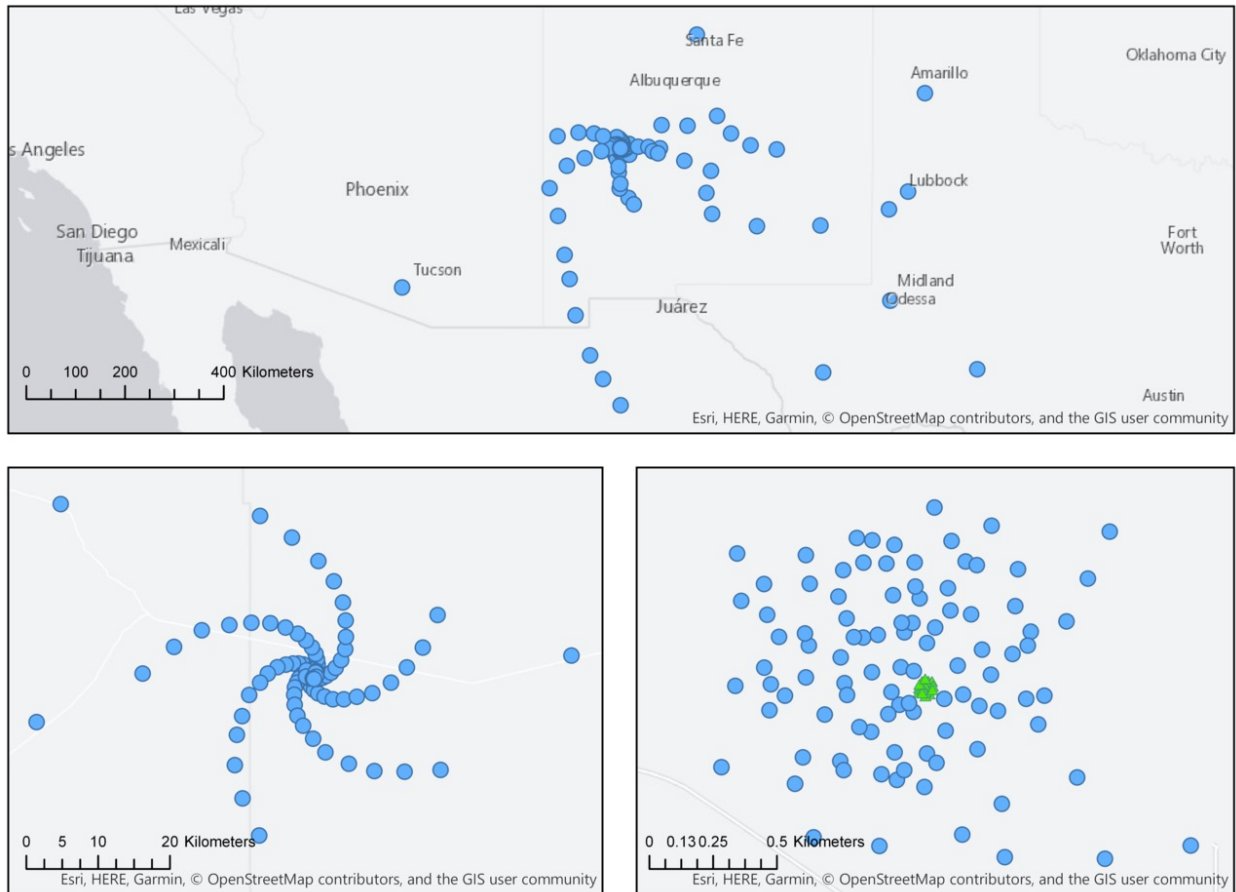 Las Vegas
Santa Fe
Oklahoma City
Amarillo
Albuquerque
s Angeles
Phoenix
Lubbock
San Diego
Tijuana
Mexicali
Fort
Worth
Tucson
Midland
Odessa
Juárez
0 100 200 400 Kilometers
Austin
Esri, HERE, Garmin, © OpenStreetMap contributors, and the GIS user community
0 5 10 20 Kilometers
Esri, HERE, Garmin, © OpenStreetMap contributors, and the GIS user community
0 0.13 0.25 0.5 Kilometers
Esri, HERE, Garmin, © OpenStreetMap contributors, and the GIS user community